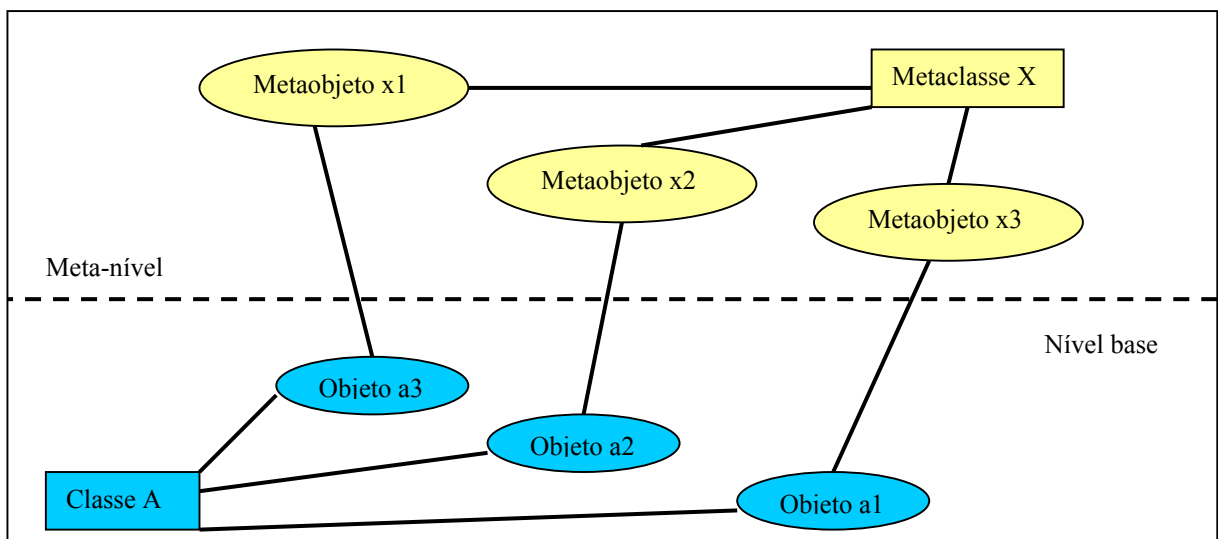 Metaobjeto x1
Metaclasse X
Metaobjeto x2
Metaobjeto x3
Meta-nível
Nível base
Objeto a3
Objeto a2
Classe A
Objeto a1